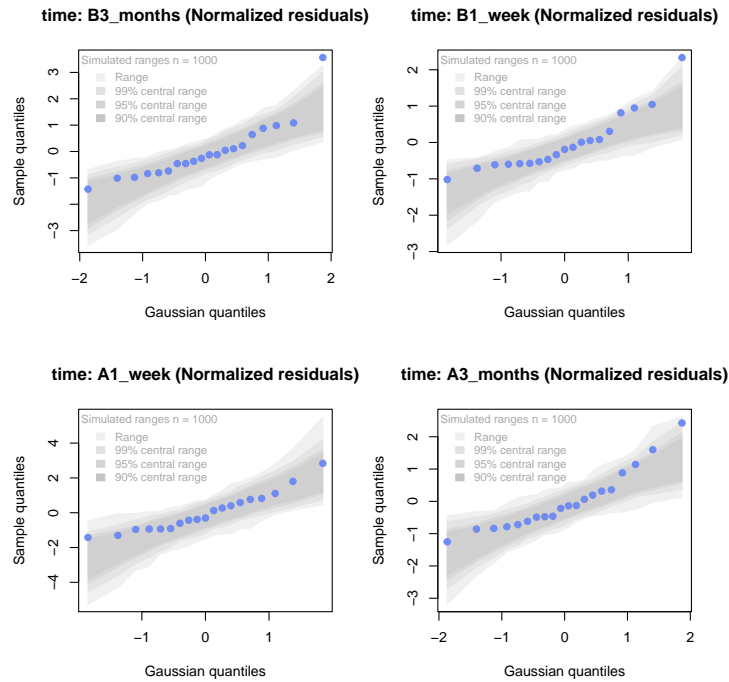 time: B3_months (Normalized residuals)
Simulated ranges n = 1000
Range
99% central range
95% central range
90% central range
Sample quantiles
3
1
0
−1
−3
−2
−1
0
1
2
Gaussian quantiles
time: B1_week (Normalized residuals)
Simulated ranges n = 1000
Range
99% central range
95% central range
90% central range
Sample quantiles
2
1
0
−1
−2
−3
−1
0
1
Gaussian quantiles
time: A1_week (Normalized residuals)
Simulated ranges n = 1000
Range
99% central range
95% central range
90% central range
Sample quantiles
4
2
0
−2
−4
−1
0
1
Gaussian quantiles
time: A3_months (Normalized residuals)
Simulated ranges n = 1000
Range
99% central range
95% central range
90% central range
Sample quantiles
2
1
0
−1
−2
−3
−2
−1
0
1
2
Gaussian quantiles